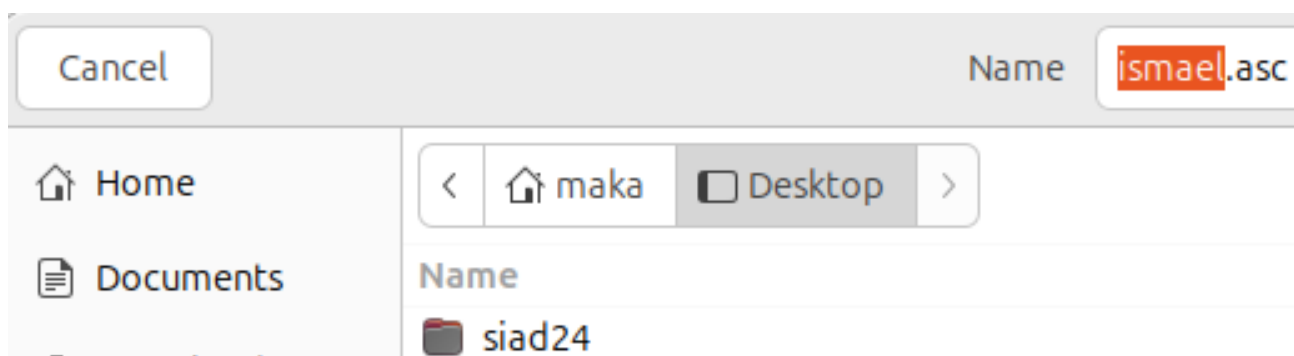 Cancel Name ismael.asc
Home maka Desktop
Documents Name
siad24